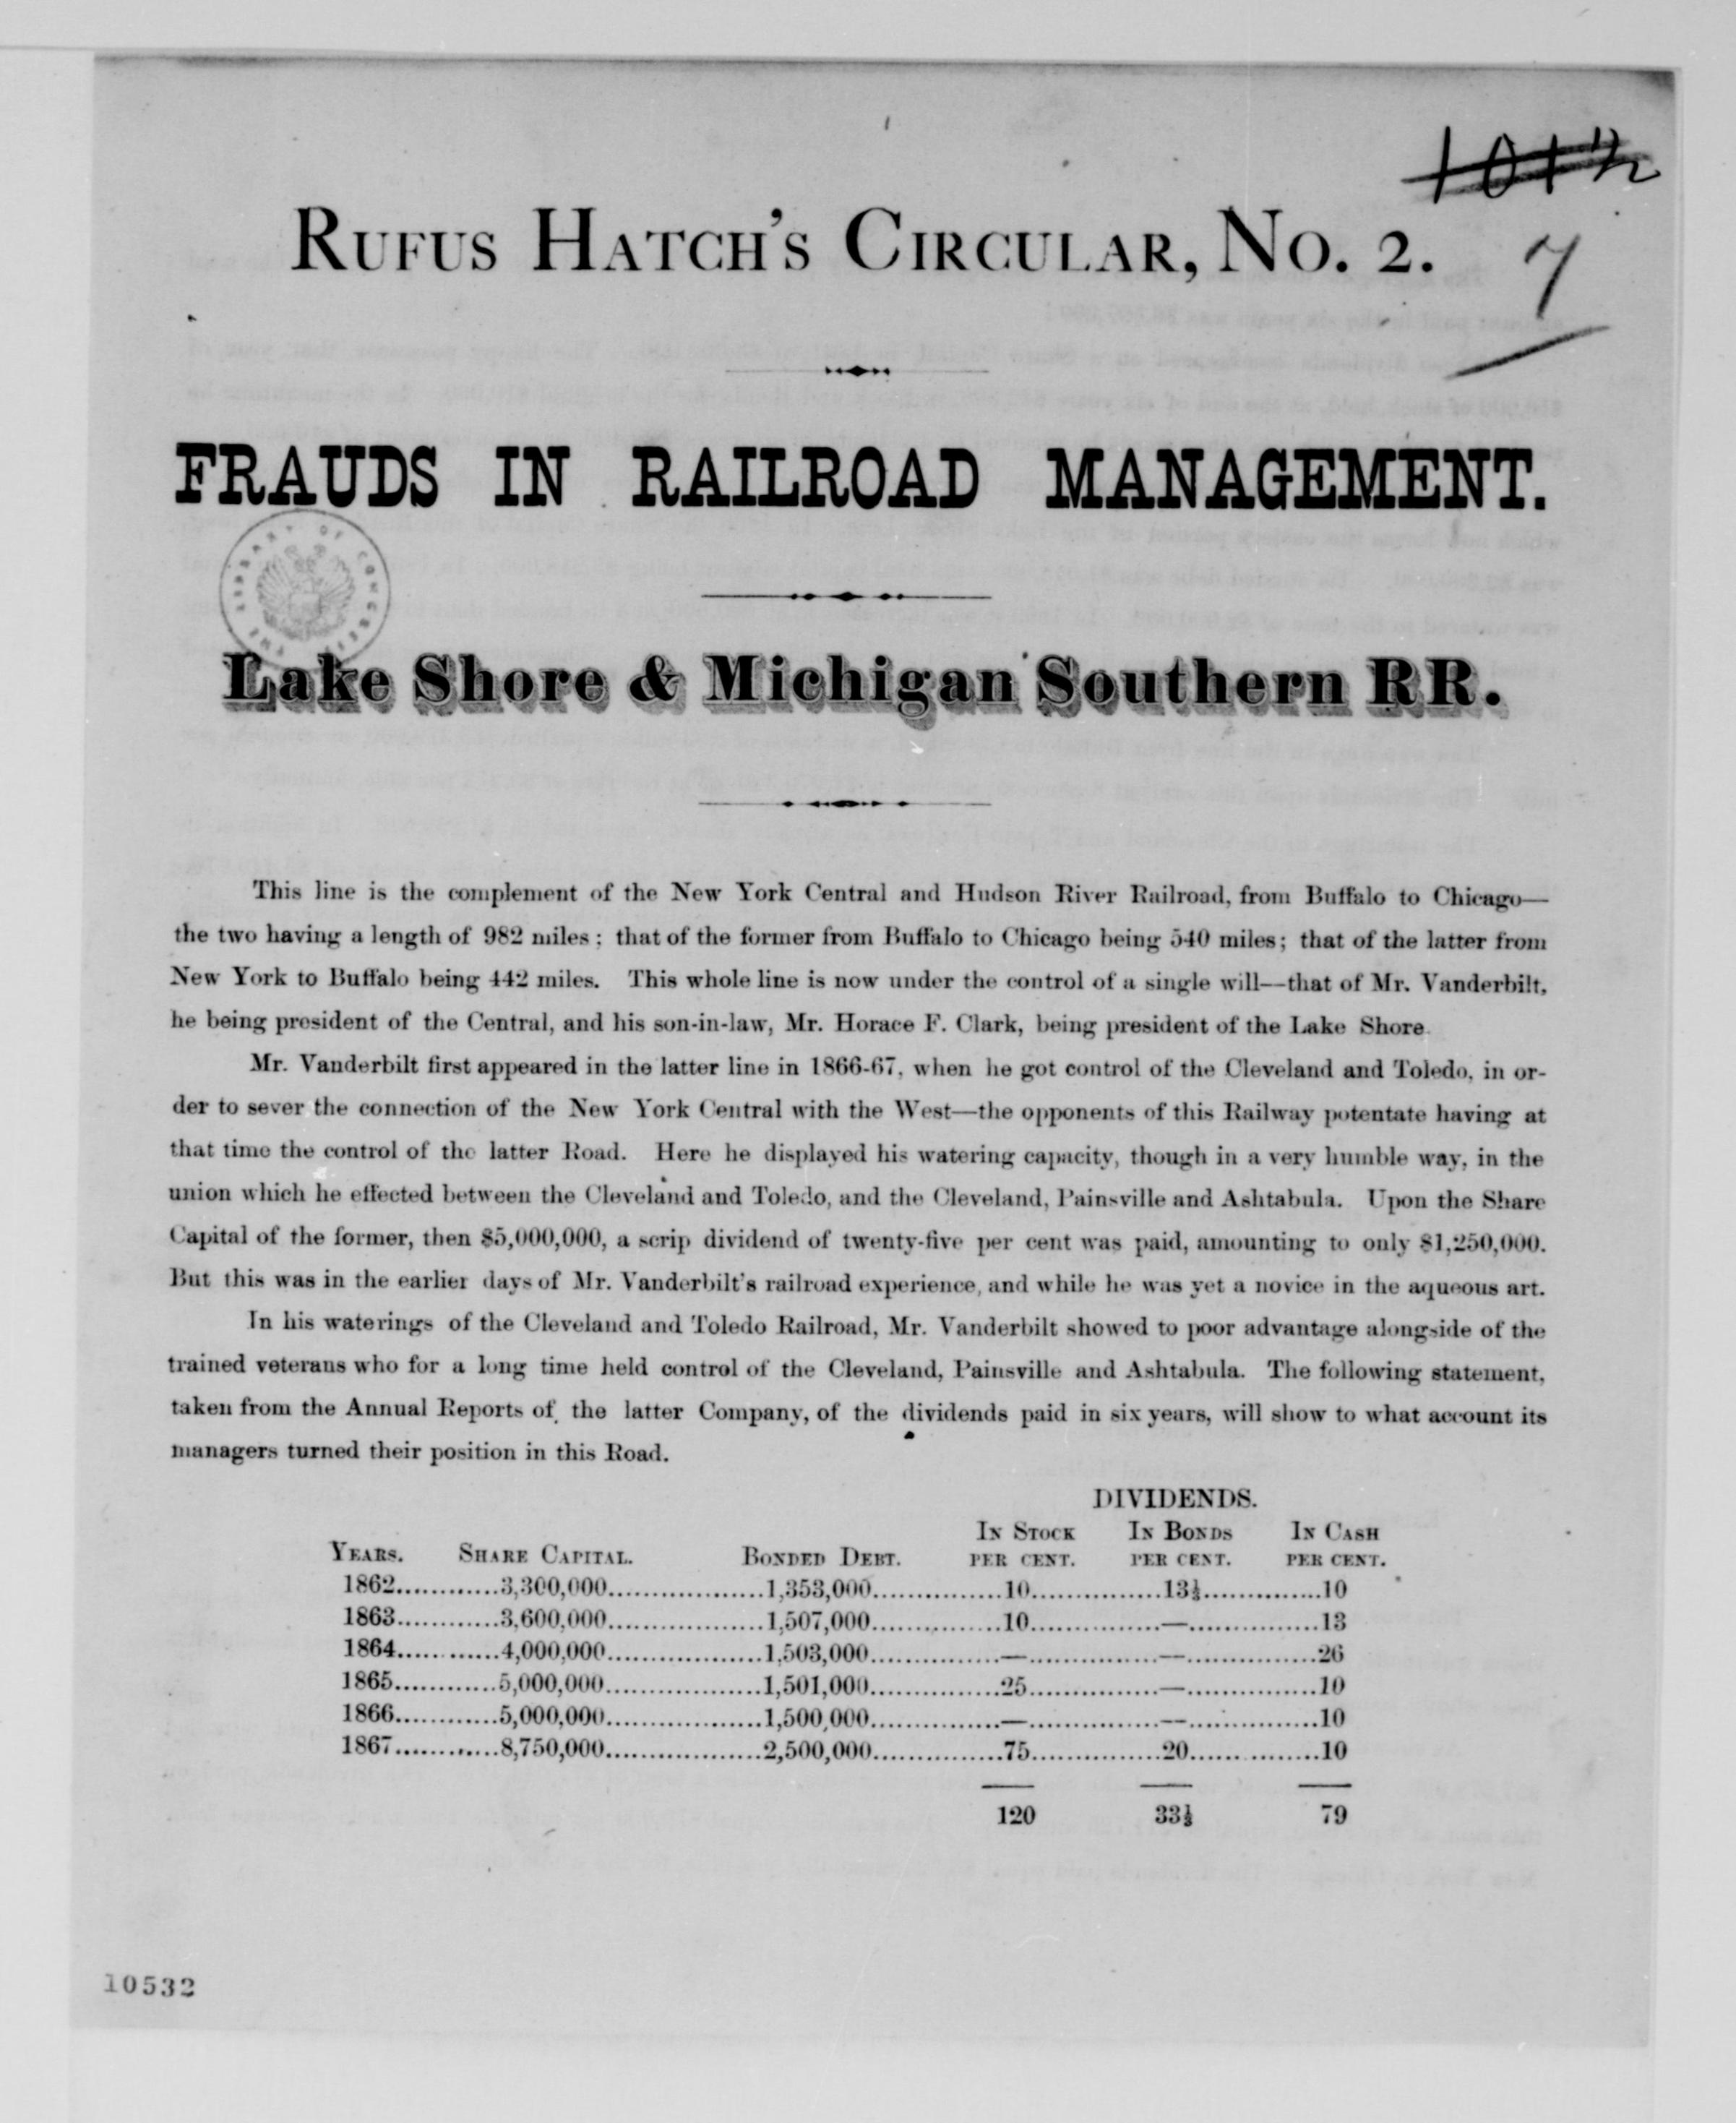 101½
RUFUS HATCH'S CIRCULAR, NO. 2.
7
FRAUDS IN RAILROAD MANAGEMENT.
LIBRARY OF CONGRESS
Lake Shore & Michigan Southern RR.
This line is the complement of the New York Central and Hudson River Railroad, from Buffalo to Chicago—
the two having a length of 982 miles; that of the former from Buffalo to Chicago being 540 miles; that of the latter from
New York to Buffalo being 442 miles. This whole line is now under the control of a single will—that of Mr. Vanderbilt,
he being president of the Central, and his son-in-law, Mr. Horace F. Clark, being president of the Lake Shore.
Mr. Vanderbilt first appeared in the latter line in 1866-67, when he got control of the Cleveland and Toledo, in or-
der to sever the connection of the New York Central with the West—the opponents of this Railway potentate having at
that time the control of the latter Road. Here he displayed his watering capacity, though in a very humble way, in the
union which he effected between the Cleveland and Toledo, and the Cleveland, Painsville and Ashtabula. Upon the Share
Capital of the former, then $5,000,000, a scrip dividend of twenty-five per cent was paid, amounting to only $1,250,000.
But this was in the earlier days of Mr. Vanderbilt's railroad experience, and while he was yet a novice in the aqueous art.
In his waterings of the Cleveland and Toledo Railroad, Mr. Vanderbilt showed to poor advantage alongside of the
trained veterans who for a long time held control of the Cleveland, Painsville and Ashtabula. The following statement,
taken from the Annual Reports of the latter Company, of the dividends paid in six years, will show to what account its
managers turned their position in this Road.
DIVIDENDS.
IN STOCK IN BONDS IN CASH
YEARS. SHARE CAPITAL. BONDED DEBT. PER CENT. PER CENT. PER CENT.
1862............3,300,000..................1,353,000...............10...............13⅓..............10
1863............3,600,000..................1,507,000...............10...............—...............13
1864............4,000,000..................1,503,000...............—...............—...............26
1865............5,000,000..................1,501,000...............25...............—...............10
1866............5,000,000..................1,500,000...............—...............—...............10
1867............8,750,000..................2,500,000...............75...............20...............10
120 33⅓ 79
10532